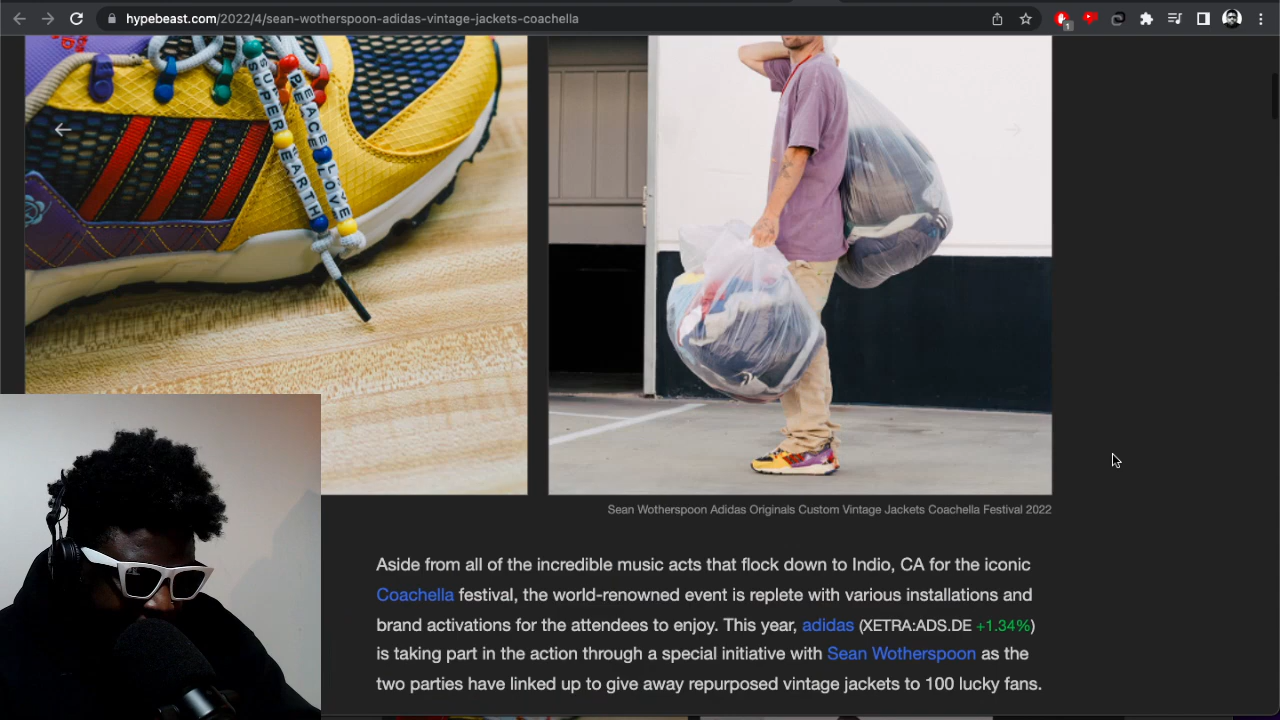 hypebeast.com/2022/4/sean-wotherspoon-adidas-vintage-jackets-coachella
1
SUPER EARTH
PEACE LOVE
Sean Wotherspoon Adidas Originals Custom Vintage Jackets Coachella Festival 2022
Aside from all of the incredible music acts that flock down to Indio, CA for the iconic
Coachella festival, the world-renowned event is replete with various installations and
brand activations for the attendees to enjoy. This year, adidas (XETRA:ADS.DE +1.34%)
is taking part in the action through a special initiative with Sean Wotherspoon as the
two parties have linked up to give away repurposed vintage jackets to 100 lucky fans.